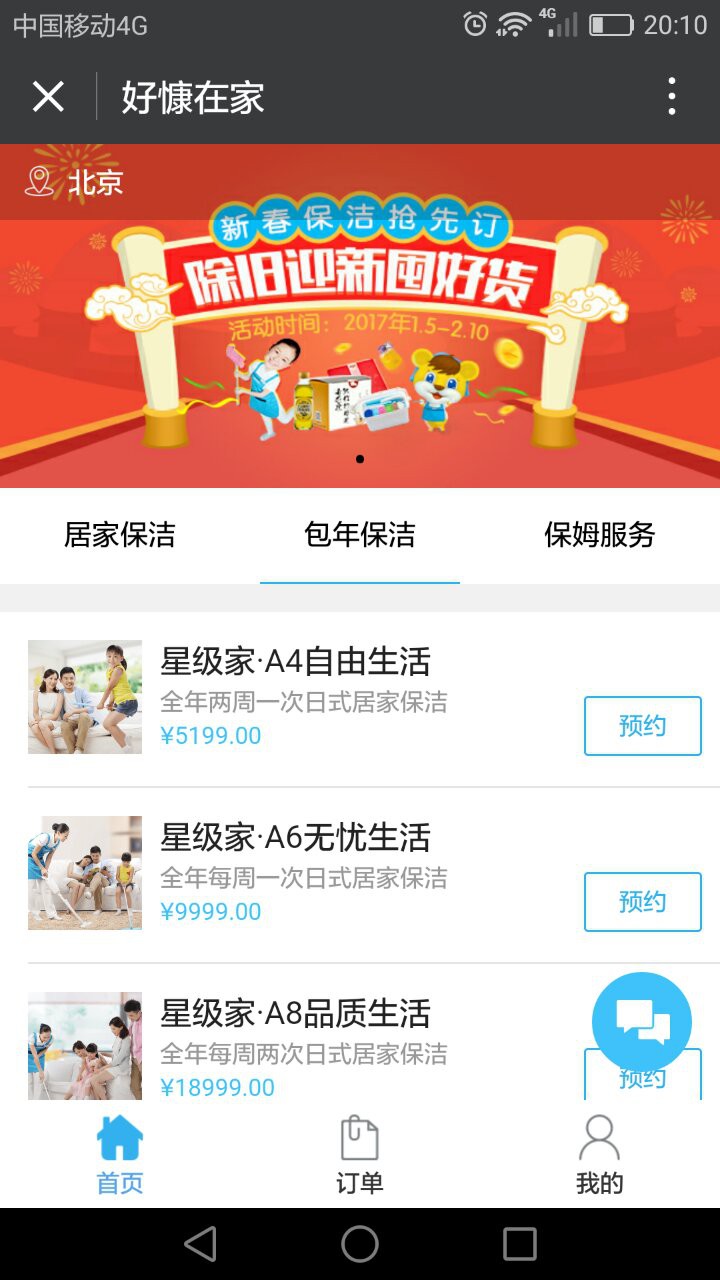 中国移动4G
4G
20:10
好慷在家
北京
新春保洁抢先订
除旧迎新囤好货
活动时间：2017年1.5-2.10
居家保洁
包年保洁
保姆服务
星级家·A4自由生活
全年两周一次日式居家保洁
¥5199.00
预约
星级家·A6无忧生活
全年每周一次日式居家保洁
¥9999.00
预约
星级家·A8品质生活
全年每周两次日式居家保洁
¥18999.00
预约
首页
订单
我的